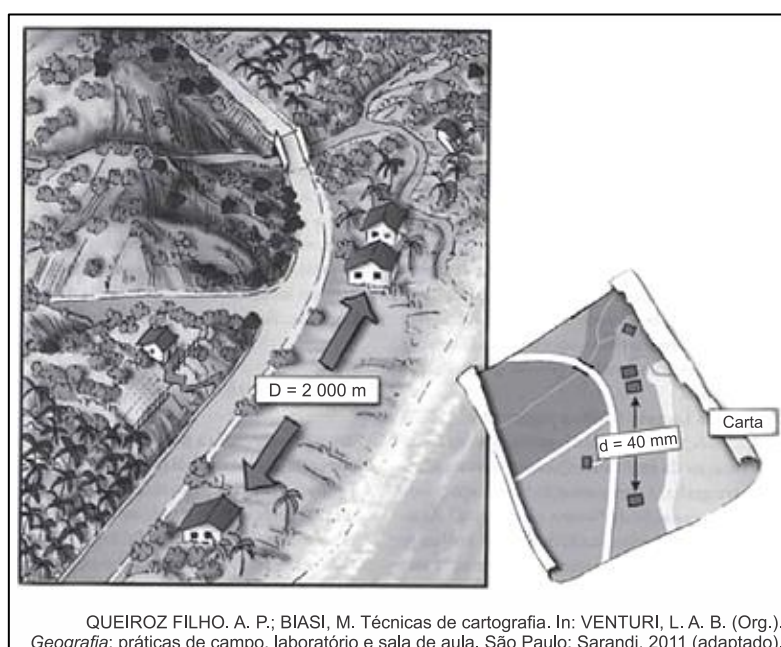 D = 2 000 m
Carta
d = 40 mm
QUEIROZ FILHO. A. P.; BIASI, M. Técnicas de cartografia. In: VENTURI, L. A. B. (Org.).
Geografia: práticas de campo, laboratório e sala de aula. São Paulo: Sarandi, 2011 (adaptado).